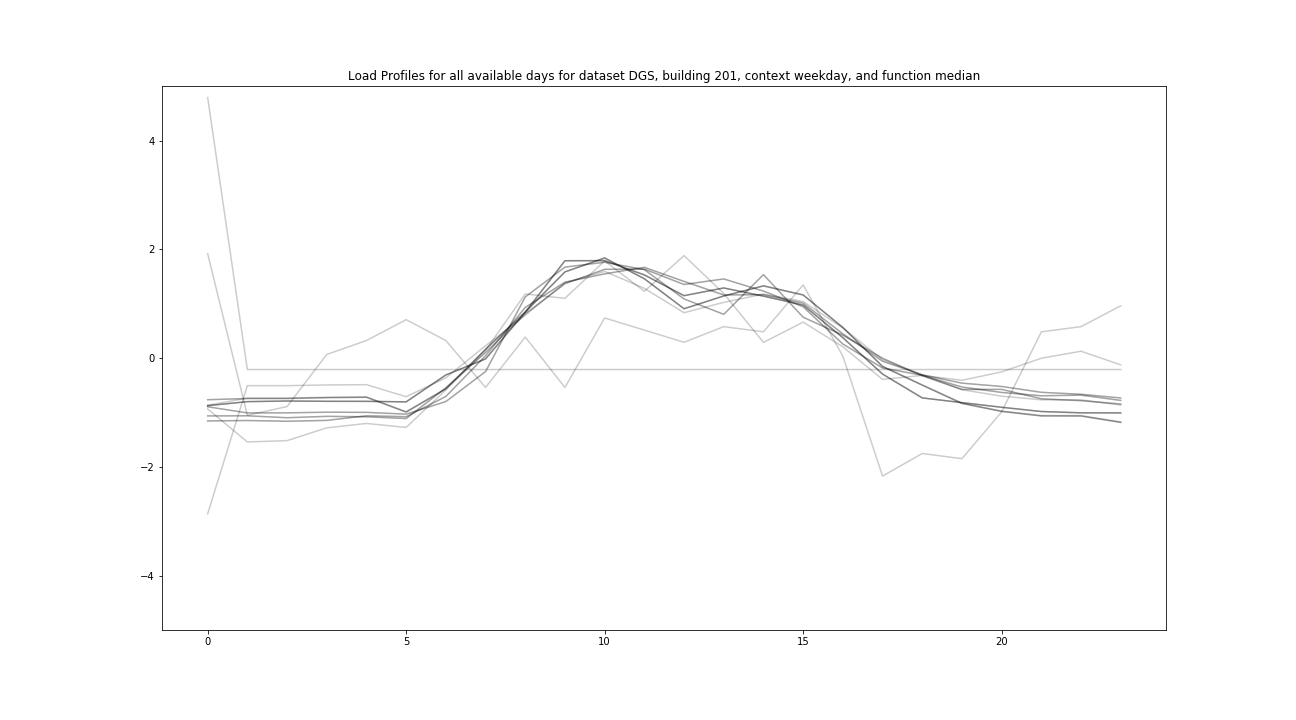 Load Profiles for all available days for dataset DGS, building 201, context weekday, and function median
4
2
0
−2
−4
0 5 10 15 20